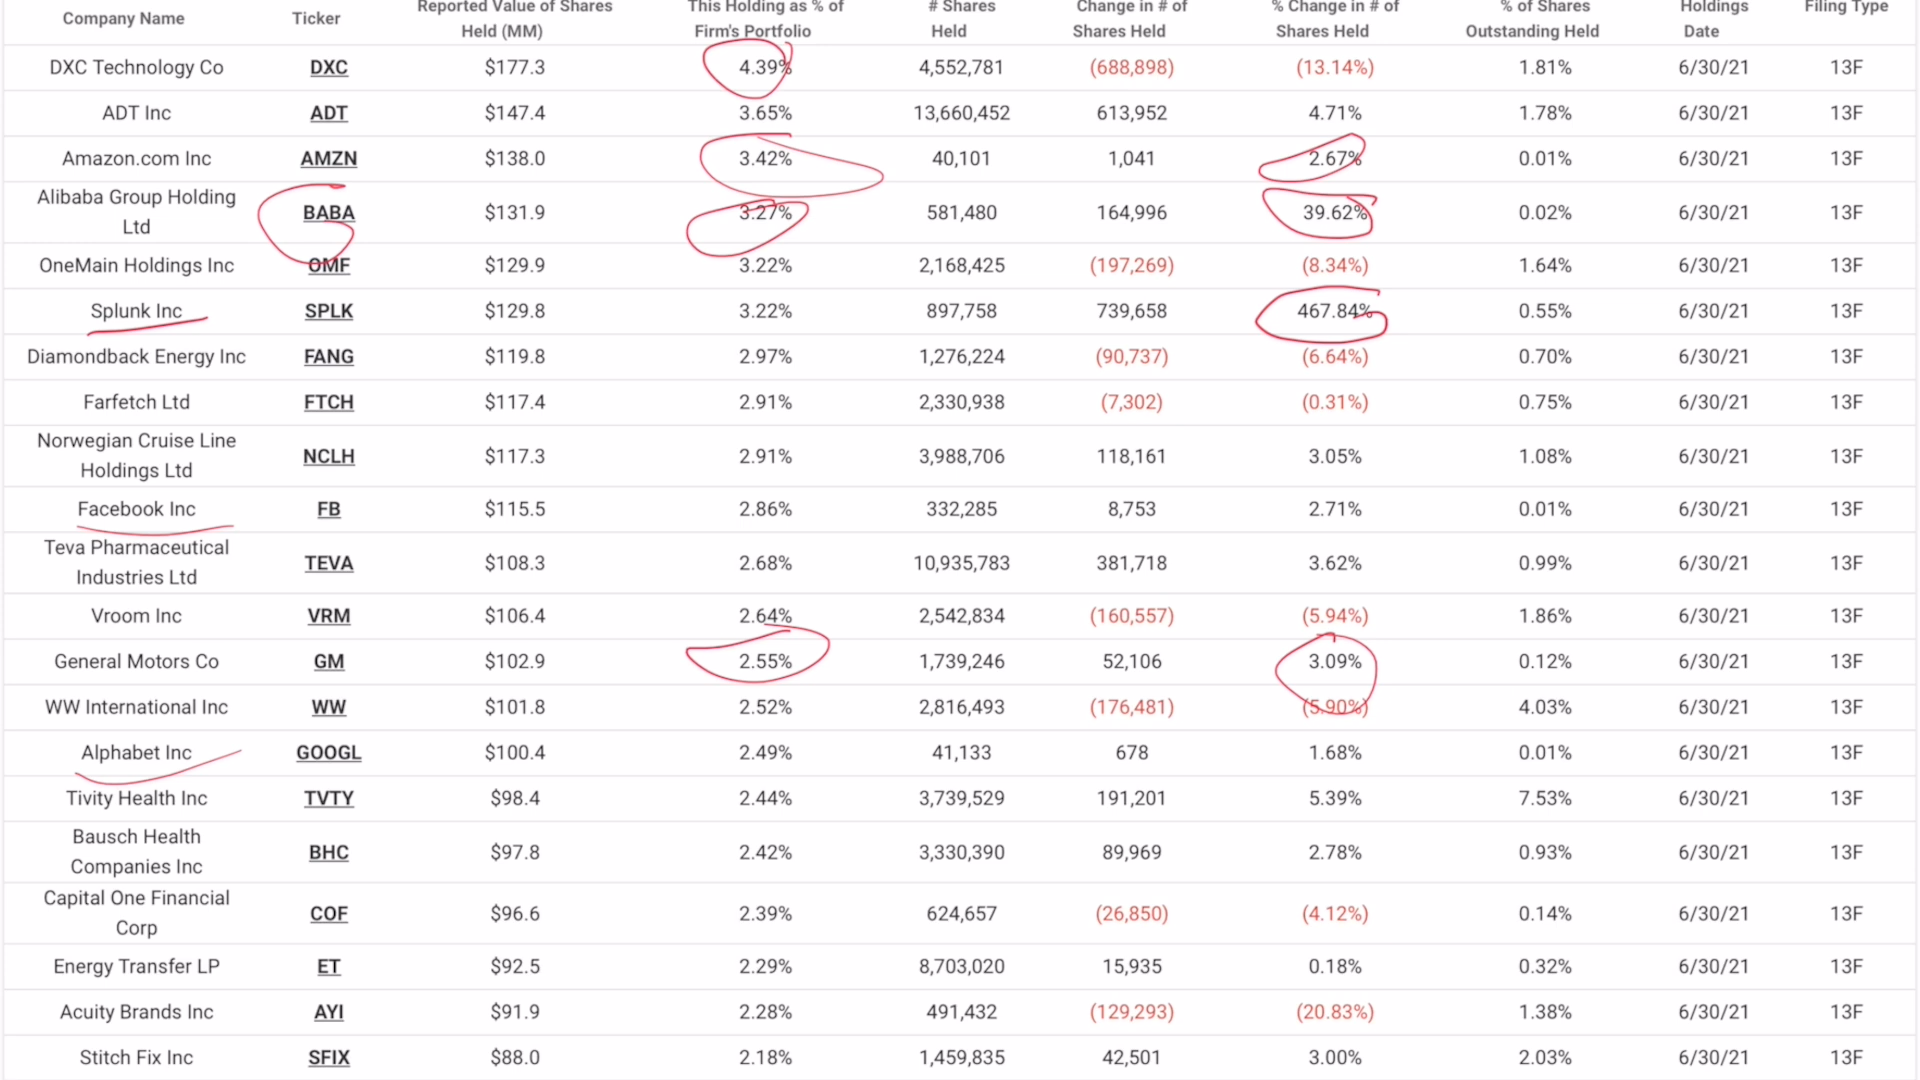 Company Name Ticker Reported Value of Shares Held (MM) This Holding as % of Firm's Portfolio # Shares Held Change in # of Shares Held % Change in # of Shares Held % of Shares Outstanding Held Holdings Date Filing Type
DXC Technology Co DXC $177.3 4.39% 4,552,781 (688,898) (13.14%) 1.81% 6/30/21 13F
ADT Inc ADT $147.4 3.65% 13,660,452 613,952 4.71% 1.78% 6/30/21 13F
Amazon.com Inc AMZN $138.0 3.42% 40,101 1,041 2.67% 0.01% 6/30/21 13F
Alibaba Group Holding Ltd BABA $131.9 3.27% 581,480 164,996 39.62% 0.02% 6/30/21 13F
OneMain Holdings Inc OMF $129.9 3.22% 2,168,425 (197,269) (8.34%) 1.64% 6/30/21 13F
Splunk Inc SPLK $129.8 3.22% 897,758 739,658 467.84% 0.55% 6/30/21 13F
Diamondback Energy Inc FANG $119.8 2.97% 1,276,224 (90,737) (6.64%) 0.70% 6/30/21 13F
Farfetch Ltd FTCH $117.4 2.91% 2,330,938 (7,302) (0.31%) 0.75% 6/30/21 13F
Norwegian Cruise Line Holdings Ltd NCLH $117.3 2.91% 3,988,706 118,161 3.05% 1.08% 6/30/21 13F
Facebook Inc FB $115.5 2.86% 332,285 8,753 2.71% 0.01% 6/30/21 13F
Teva Pharmaceutical Industries Ltd TEVA $108.3 2.68% 10,935,783 381,718 3.62% 0.99% 6/30/21 13F
Vroom Inc VRM $106.4 2.64% 2,542,834 (160,557) (5.94%) 1.86% 6/30/21 13F
General Motors Co GM $102.9 2.55% 1,739,246 52,106 3.09% 0.12% 6/30/21 13F
WW International Inc WW $101.8 2.52% 2,816,493 (176,481) (5.90%) 4.03% 6/30/21 13F
Alphabet Inc GOOGL $100.4 2.49% 41,133 678 1.68% 0.01% 6/30/21 13F
Tivity Health Inc TVTY $98.4 2.44% 3,739,529 191,201 5.39% 7.53% 6/30/21 13F
Bausch Health Companies Inc BHC $97.8 2.42% 3,330,390 89,969 2.78% 0.93% 6/30/21 13F
Capital One Financial Corp COF $96.6 2.39% 624,657 (26,850) (4.12%) 0.14% 6/30/21 13F
Energy Transfer LP ET $92.5 2.29% 8,703,020 15,935 0.18% 0.32% 6/30/21 13F
Acuity Brands Inc AYI $91.9 2.28% 491,432 (129,293) (20.83%) 1.38% 6/30/21 13F
Stitch Fix Inc SFIX $88.0 2.18% 1,459,835 42,501 3.00% 2.03% 6/30/21 13F